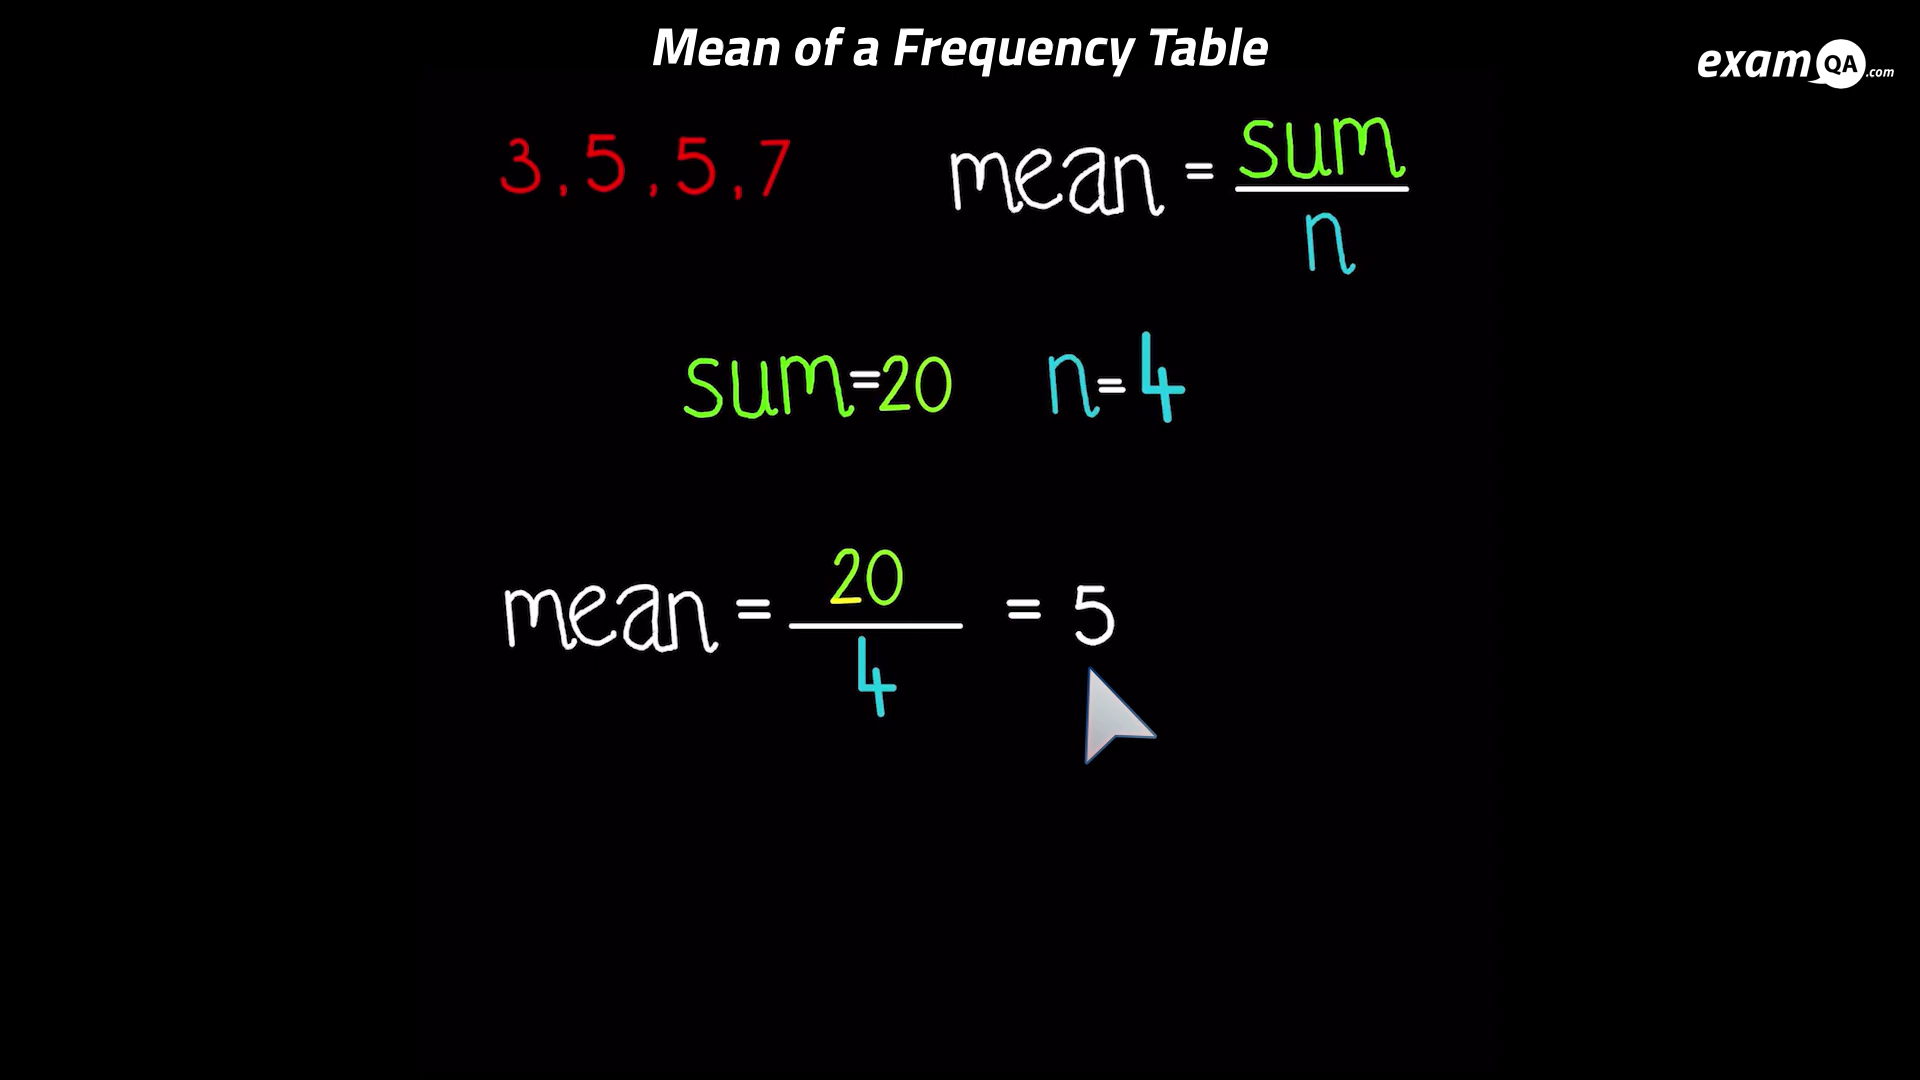 Mean of a Frequency Table
examQA.com
3, 5, 5, 7
mean = sum / n
sum=20 n=4
mean = 20 / 4 = 5